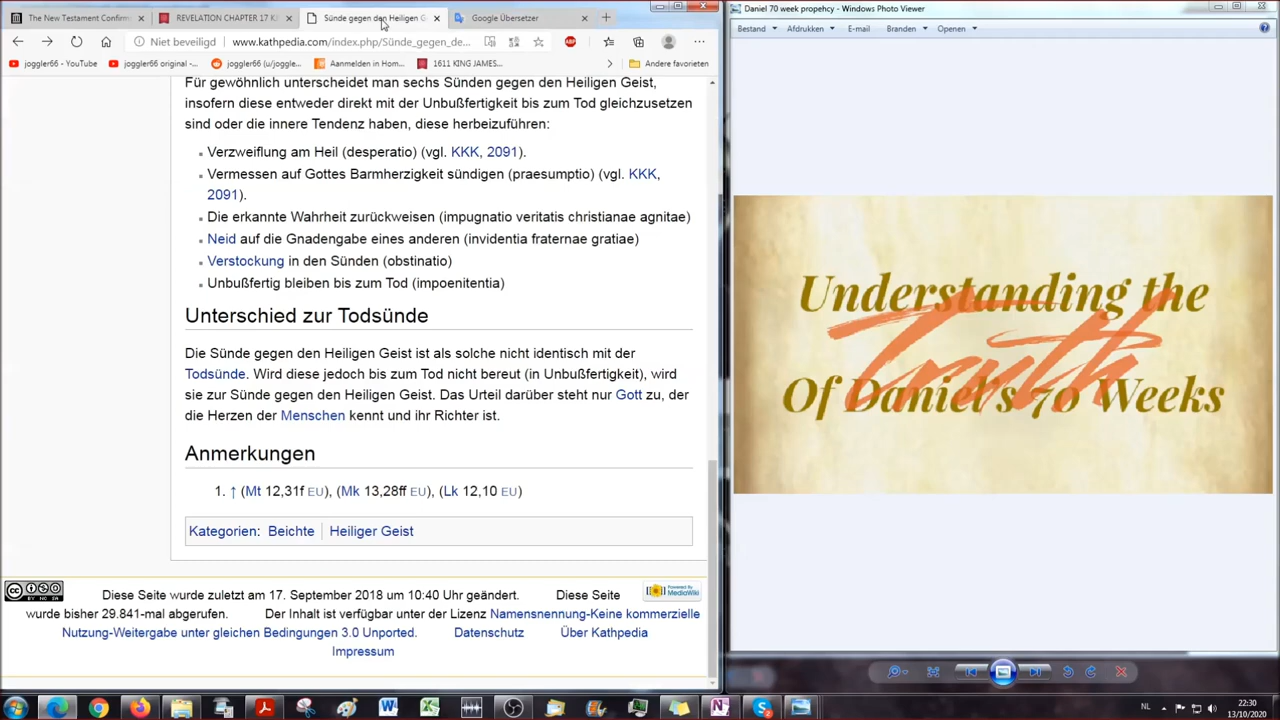 The New Testament Confirm
REVELATION CHAPTER 17 K
Sünde gegen den Heiligen G
Google Übersetzer
Niet beveiligd
www.kathpedia.com/index.php/Sünde_gegen_de...
joggler66 - YouTube
joggler66 original -...
joggler66 (u/joggle...
Aanmelden in Hom...
1611 KING JAMES...
Andere favorieten
Für gewöhnlich unterscheidet man sechs Sünden gegen den Heiligen Geist,
insofern diese entweder direkt mit der Unbußfertigkeit bis zum Tod gleichzusetzen
sind oder die innere Tendenz haben, diese herbeizuführen:
Verzweiflung am Heil (desperatio) (vgl. KKK, 2091).
Vermessen auf Gottes Barmherzigkeit sündigen (praesumptio) (vgl. KKK,
2091).
Die erkannte Wahrheit zurückweisen (impugnatio veritatis christianae agnitae)
Neid auf die Gnadengabe eines anderen (invidentia fraternae gratiae)
Verstockung in den Sünden (obstinatio)
Unbußfertig bleiben bis zum Tod (impoenitentia)
Unterschied zur Todsünde
Die Sünde gegen den Heiligen Geist ist als solche nicht identisch mit der
Todsünde. Wird diese jedoch bis zum Tod nicht bereut (in Unbußfertigkeit), wird
sie zur Sünde gegen den Heiligen Geist. Das Urteil darüber steht nur Gott zu, der
die Herzen der Menschen kennt und ihr Richter ist.
Anmerkungen
1. ↑ (Mt 12,31f EU), (Mk 13,28ff EU), (Lk 12,10 EU)
Kategorien: Beichte | Heiliger Geist
Diese Seite wurde zuletzt am 17. September 2018 um 10:40 Uhr geändert. Diese Seite
wurde bisher 29.841-mal abgerufen. Der Inhalt ist verfügbar unter der Lizenz Namensnennung-Keine kommerzielle
Nutzung-Weitergabe unter gleichen Bedingungen 3.0 Unported. Datenschutz Über Kathpedia
Impressum
Powered By
MediaWiki
Daniel 70 week propehcy - Windows Photo Viewer
Bestand
Afdrukken
E-mail
Branden
Openen
Understanding the
Truth
Of Daniel's 70 Weeks
NL
22:30
13/10/2020